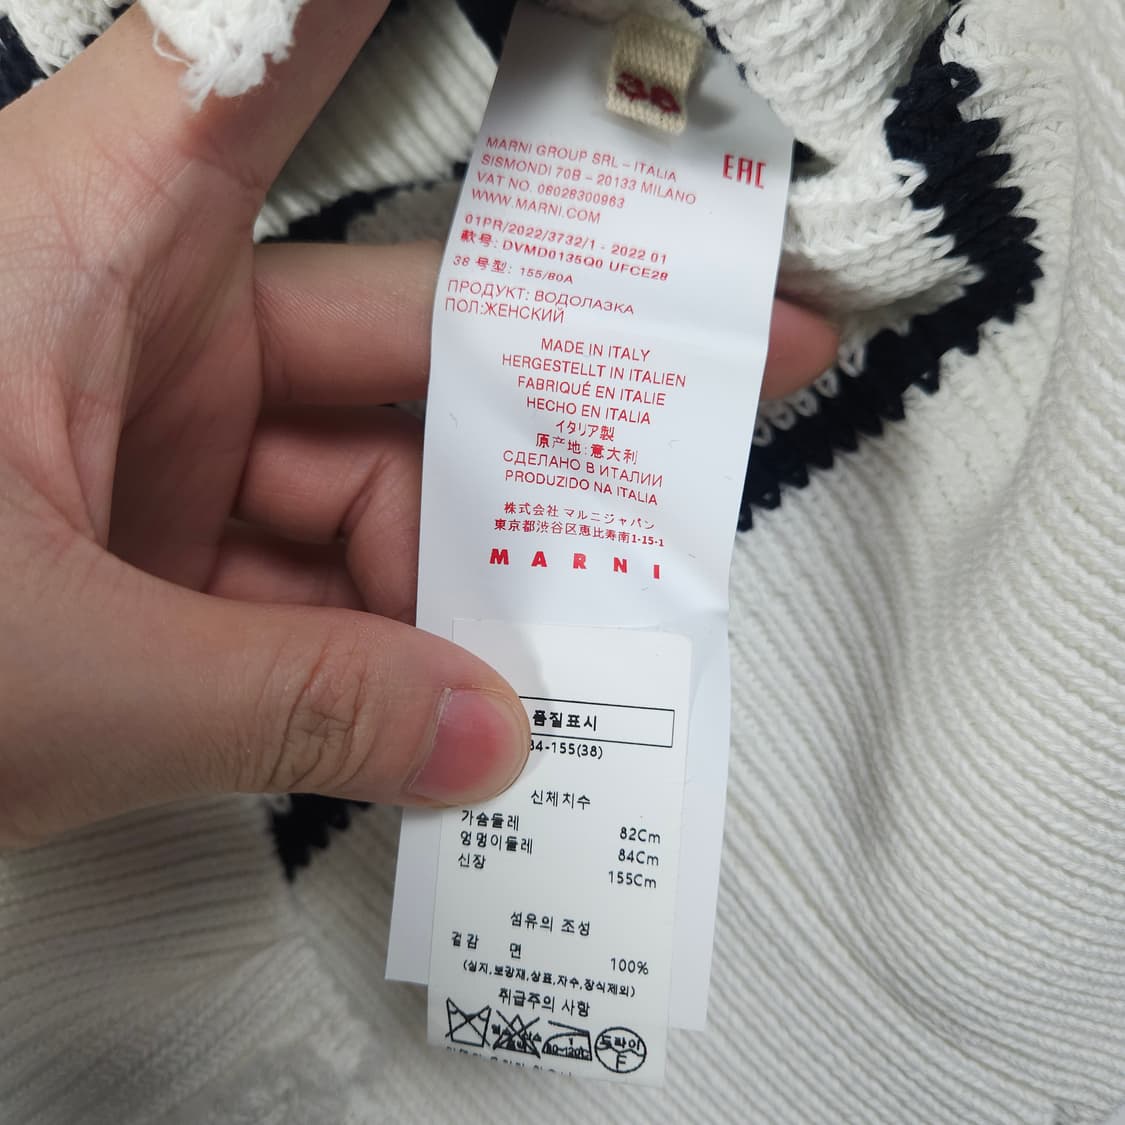 38
MARNI GROUP SRL – ITALIA
SISMONDI 70B – 20133 MILANO
VAT NO. 06028300963
WWW.MARNI.COM
EAC
01PR/2022/3732/1 - 2022 01
款号: DVMD0135Q0 UFCE28
38 号型: 155/80A
ПРОДУКТ: ВОДОЛАЗКА
ПОЛ:ЖЕНСКИЙ
MADE IN ITALY
HERGESTELLT IN ITALIEN
FABRIQUÉ EN ITALIE
HECHO EN ITALIA
イタリア製
原产地:意大利
СДЕЛАНО В ИТАЛИИ
PRODUZIDO NA ITALIA
株式会社 マルニジャパン
東京都渋谷区恵比寿南1-15-1
MARNI
품질표시
84-155(38)
신체치수
가슴둘레 82Cm
엉덩이둘레 84Cm
신장 155Cm
섬유의 조성
겉감 면 100%
(심지,보강재,상표,자수,장식제외)
취급주의 사항
1
80~120℃
드라이
F